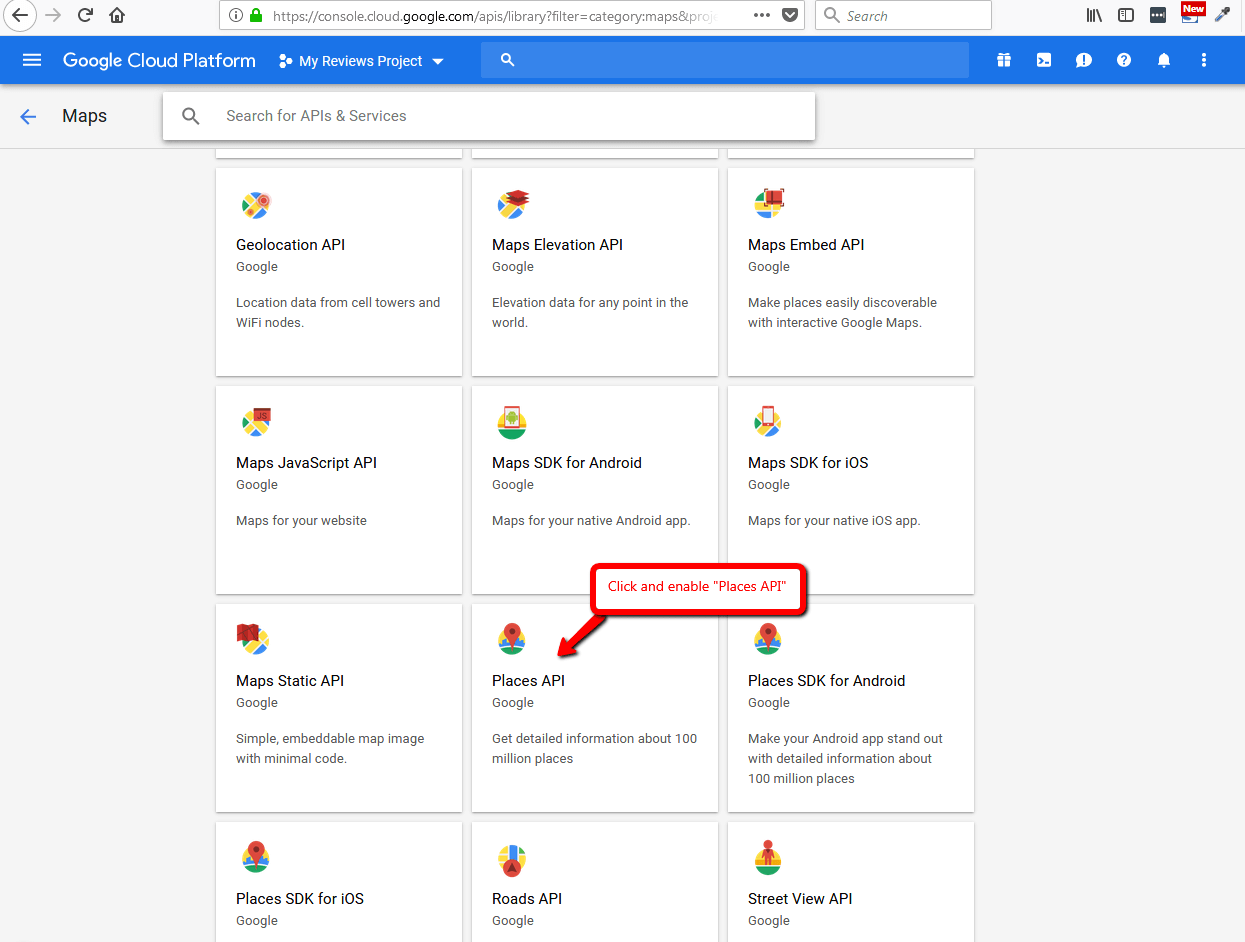 https://console.cloud.google.com/apis/library?filter=category:maps&proj
Search
New
Google Cloud Platform
My Reviews Project
Maps
Search for APIs & Services
Geolocation API
Google
Location data from cell towers and
WiFi nodes.
Maps Elevation API
Google
Elevation data for any point in the
world.
Maps Embed API
Google
Make places easily discoverable
with interactive Google Maps.
JS
Maps JavaScript API
Google
Maps for your website
Maps SDK for Android
Google
Maps for your native Android app.
Maps SDK for iOS
Google
Maps for your native iOS app.
Click and enable "Places API"
Maps Static API
Google
Simple, embeddable map image
with minimal code.
Places API
Google
Get detailed information about 100
million places
Places SDK for Android
Google
Make your Android app stand out
with detailed information about
100 million places
Places SDK for iOS
Google
Roads API
Google
Street View API
Google